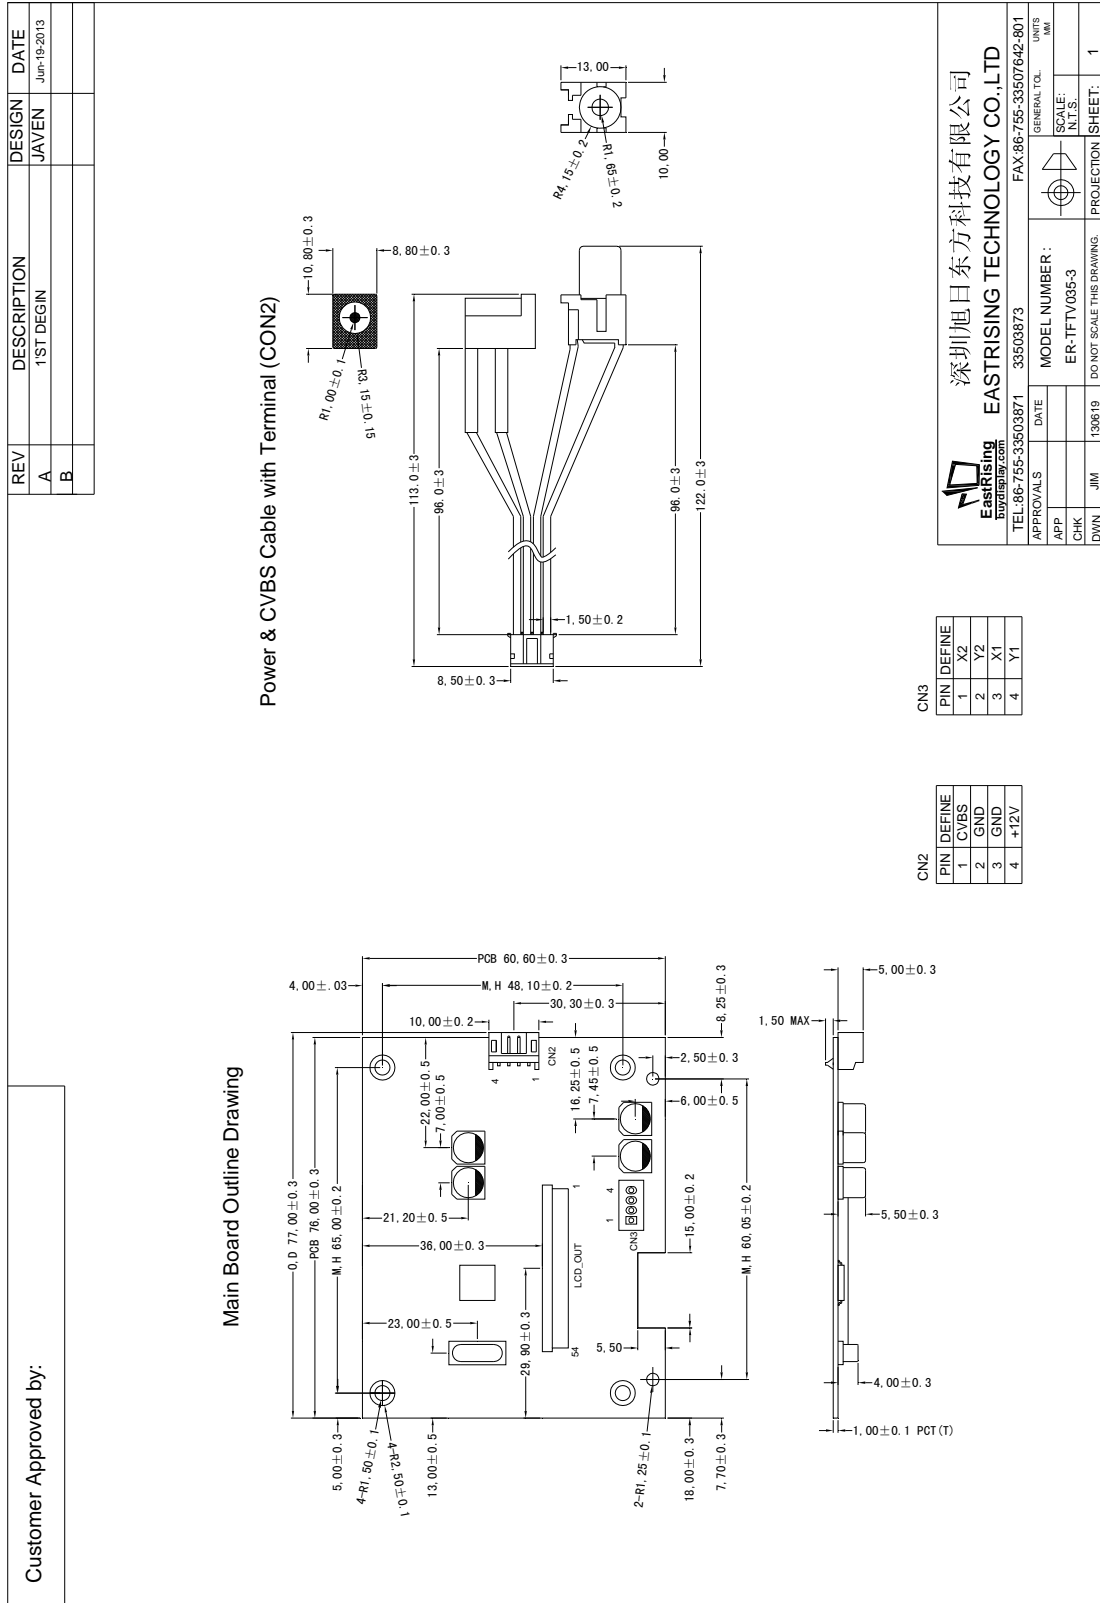 Customer Approved by:
REV DESCRIPTION DESIGN DATE
A 1'ST DEGIN JAVEN Jun-19-2013
B
Main Board Outline Drawing
O.D 77,00±0.3
PCB 76,00±0.3
M,H 65,00±0.2
5,00±0.3
4-R1,50±0.1
4-R2,50±0.1
13,00±0.5
4,00±.03
PCB 60,60±0.3
M,H 48,10±0.2
30,30±0.3
10,00±0.2
8,25±0.3
22,00±0.5
7,00±0.5
21,20±0.5
36,00±0.3
23,00±0.5
29,90±0.3
16,25±0.5
7,45±0.5
2,50±0.3
6,00±0.5
15,00±0.2
5,50
M,H 60,05±0.2
2-R1,25±0.1
18,00±0.3
7,70±0.3
4
1
CN2
1
LCD_OUT
54
1
4
CN3
1,50 MAX
5,00±0.3
5,50±0.3
4,00±0.3
1,00±0.1 PCT(T)
Power & CVBS Cable with Terminal (CON2)
113.0±3
96.0±3
8,50±0.3
1,50±0.2
96.0±3
122.0±3
10,80±0.3
8,80±0.3
R1,00±0.1
R3,15±0.15
13,00
10,00
R4,15±0.2
R1,65±0.2
CN2
PIN DEFINE
1 CVBS
2 GND
3 GND
4 +12V
CN3
PIN DEFINE
1 X2
2 Y2
3 X1
4 Y1
深圳旭日东方科技有限公司
EastRising
buydisplay.com
EASTRISING TECHNOLOGY CO.,LTD
TEL:86-755-33503871 33503873 FAX:86-755-33507642-801
APPROVALS DATE
APP
CHK
DWN JIM 130619
MODEL NUMBER :
ER-TFTV035-3
DO NOT SCALE THIS DRAWING.
PROJECTION
GENERAL TOL.
UNITS
MM
SCALE:
N.T.S.
SHEET: 1